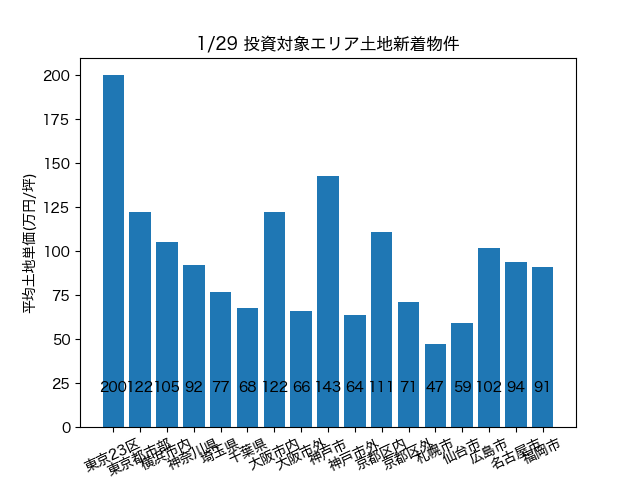 1/29 投資対象エリア土地新着物件
平均土地単価(万円/坪)
200
175
150
125
100
75
50
25
0
200 122 105 92 77 68 122 66 143 64 111 71 47 59 102 94 91
東京23区
東京都市部
横浜市内
神奈川県
埼玉県
千葉県
大阪市内
大阪市外
神戸市
神戸市外
京都区内
京都区外
札幌市
仙台市
広島市
名古屋市
福岡市